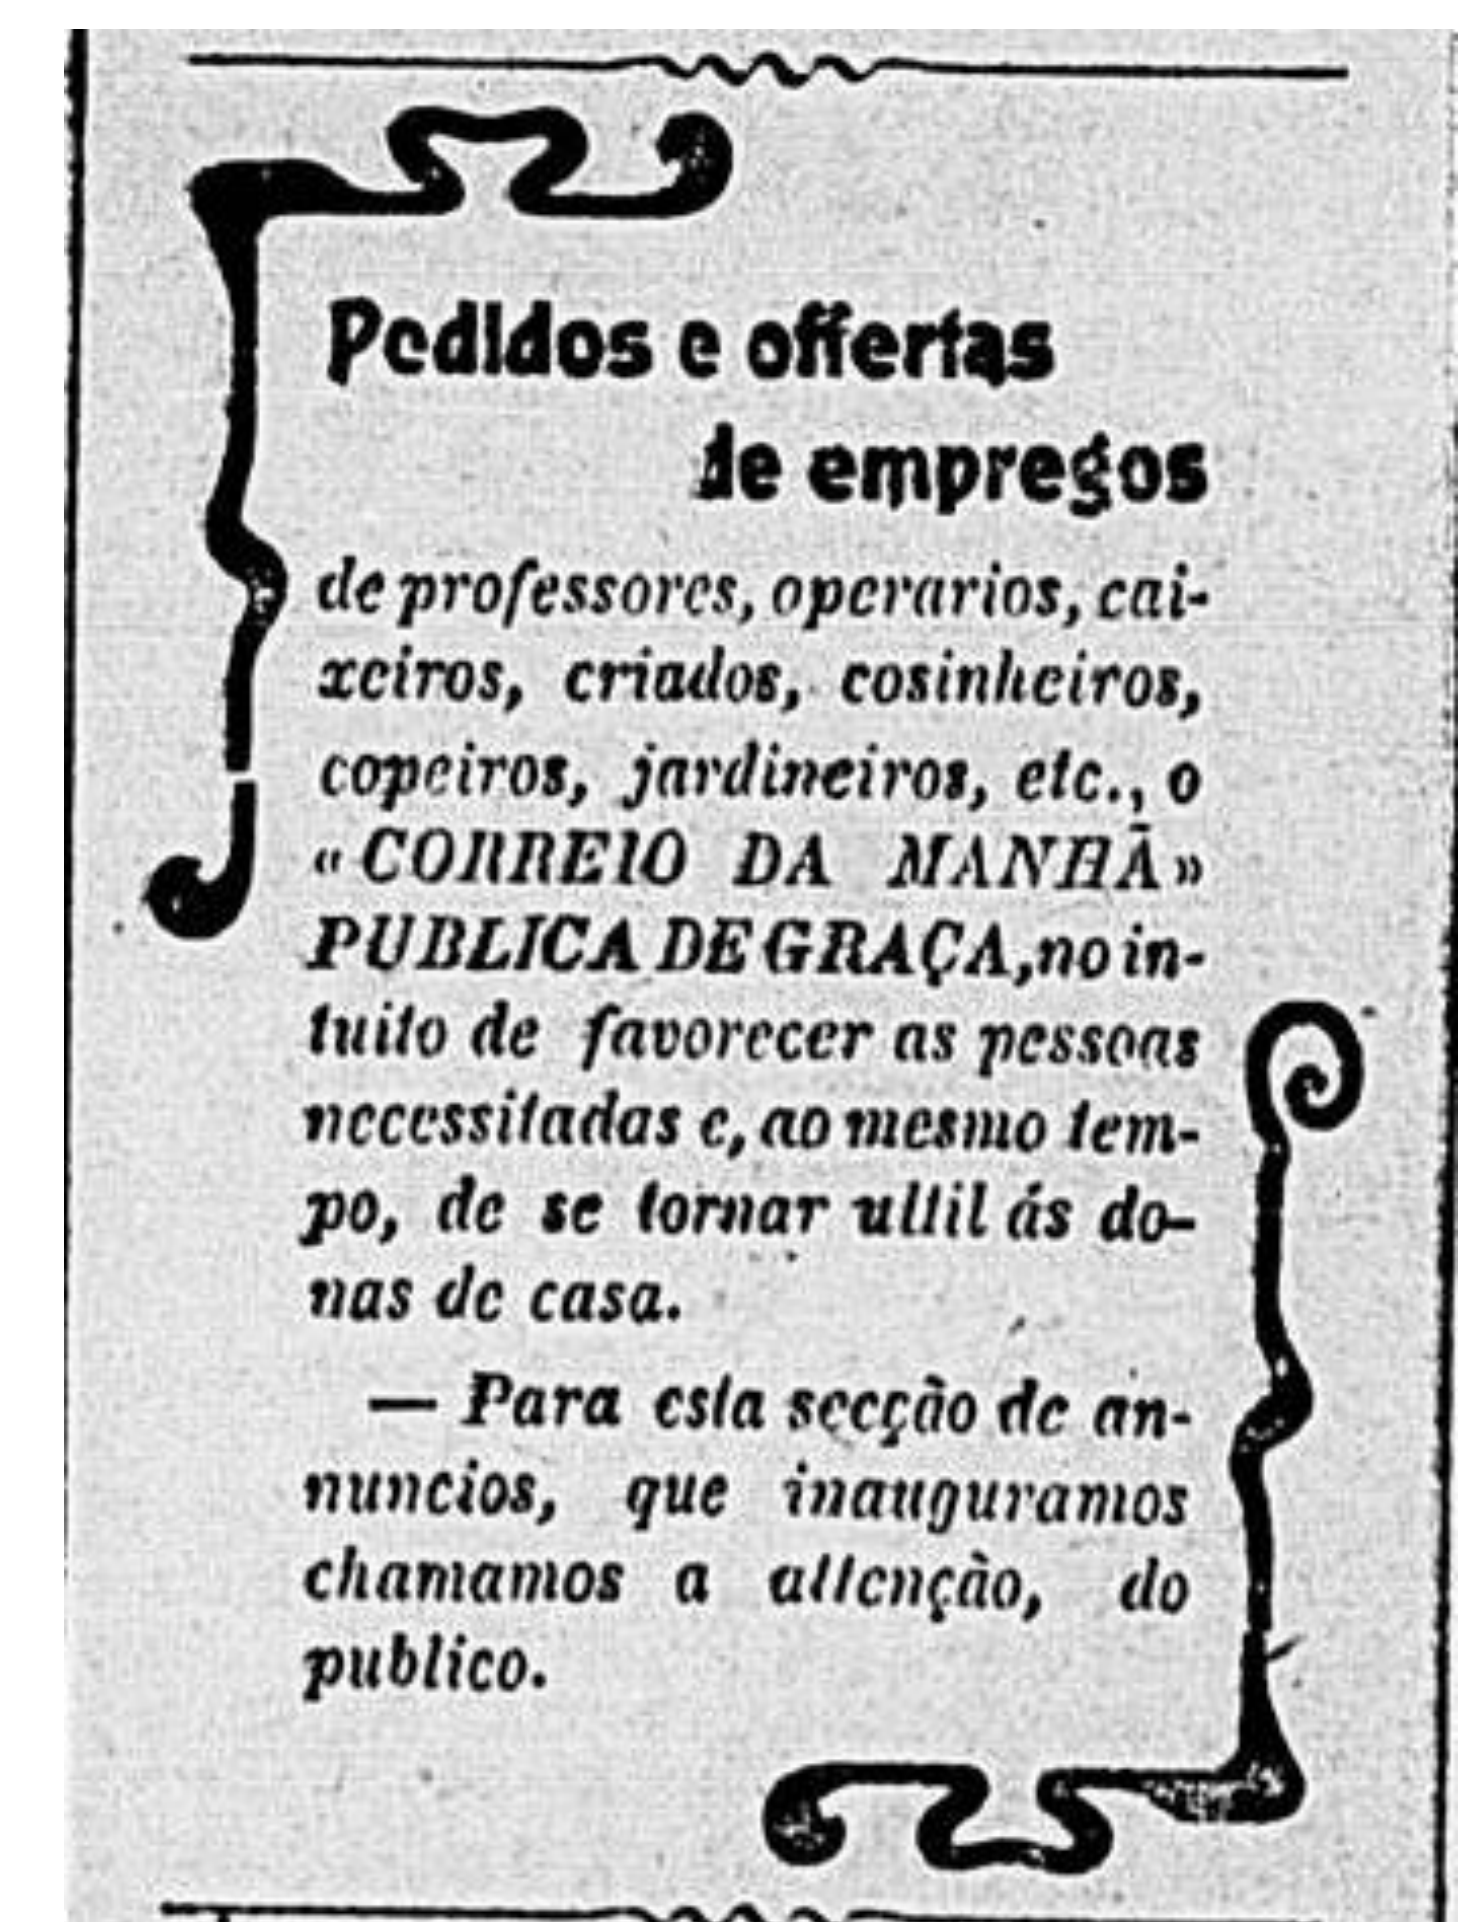 Pedidos e offertas
de empregos
de professores, operarios, cai-
xeiros, criados, cosinheiros,
copeiros, jardineiros, etc., o
«CORREIO DA MANHÃ»
PUBLICA DE GRAÇA, no in-
tuito de favorecer as pessoas
necessitadas e, ao mesmo tem-
po, de se tornar ultil ás do-
nas de casa.
— Para esta secção de an-
nuncios, que inauguramos
chamamos a attenção, do
publico.